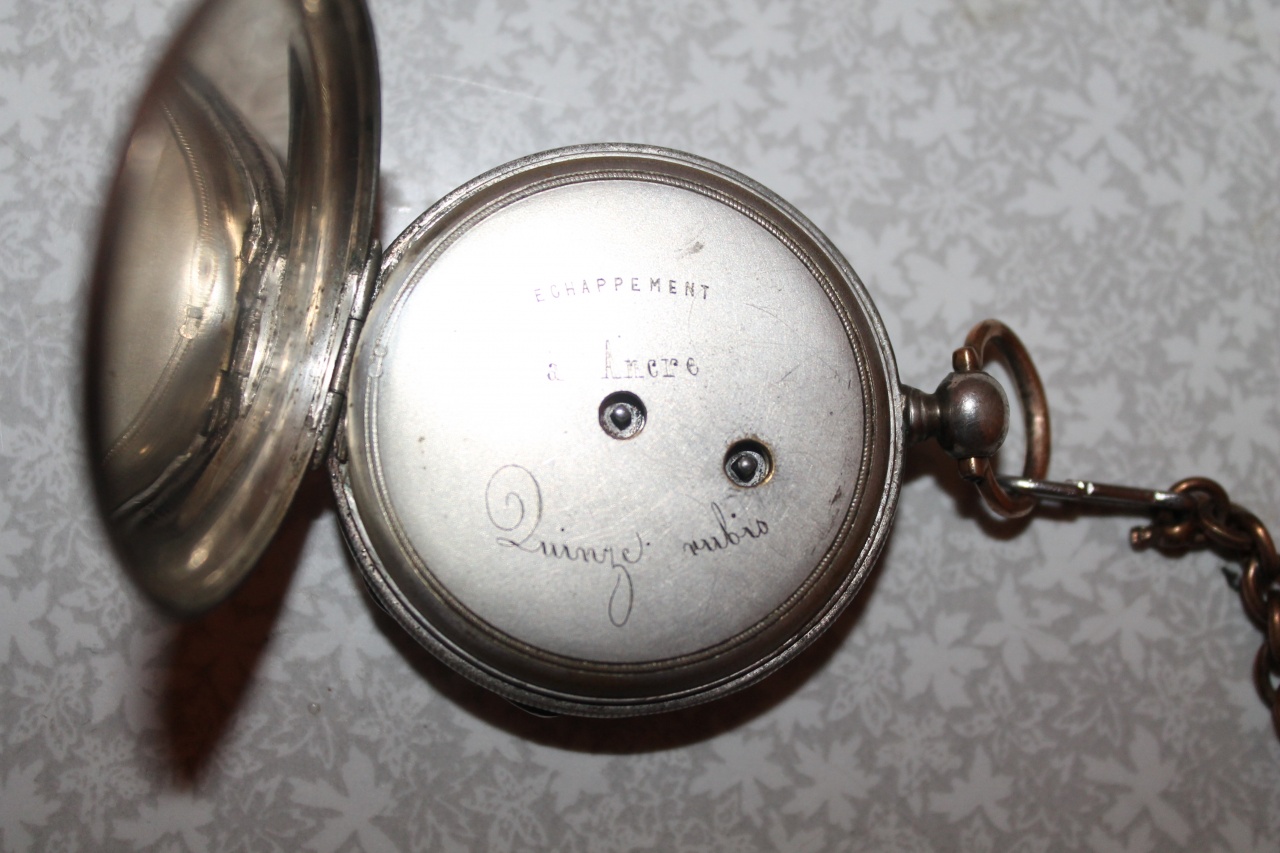 ECHAPPEMENT
a Ancre
Quinze rubis